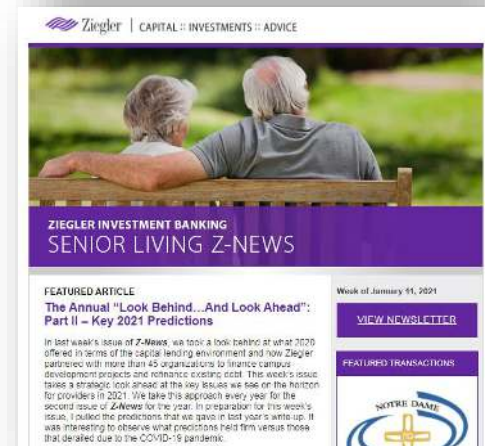 Ziegler | CAPITAL :: INVESTMENTS :: ADVICE
ZIEGLER INVESTMENT BANKING
SENIOR LIVING Z-NEWS
FEATURED ARTICLE
The Annual “Look Behind…And Look Ahead”:
Part II – Key 2021 Predictions
In last week's issue of Z-News, we took a look behind at what 2020
offered in terms of the capital lending environment and how Ziegler
partnered with more than 45 organizations to finance campus
development projects and refinance existing debt. This week's issue
takes a strategic look ahead at the key issues we see on the horizon
for providers in 2021. We take this approach every year for the
second issue of Z-News for the year. In preparation for this week's
issue, I pulled the predictions that we gave in last year's write-up. It
was interesting to observe what predictions held firm versus those
that derailed due to the COVID-19 pandemic.
Week of January 11, 2021
VIEW NEWSLETTER
FEATURED TRANSACTIONS
NOTRE DAME